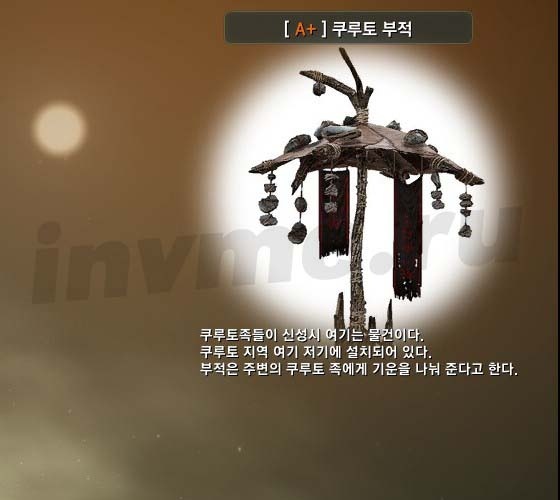 [ A+ ] 쿠루토 부적
invmc.ru
쿠루토족들이 신성시 여기는 물건이다.
쿠루토 지역 여기 저기에 설치되어 있다.
부적은 주변의 쿠루토 족에게 기운을 나눠 준다고 한다.